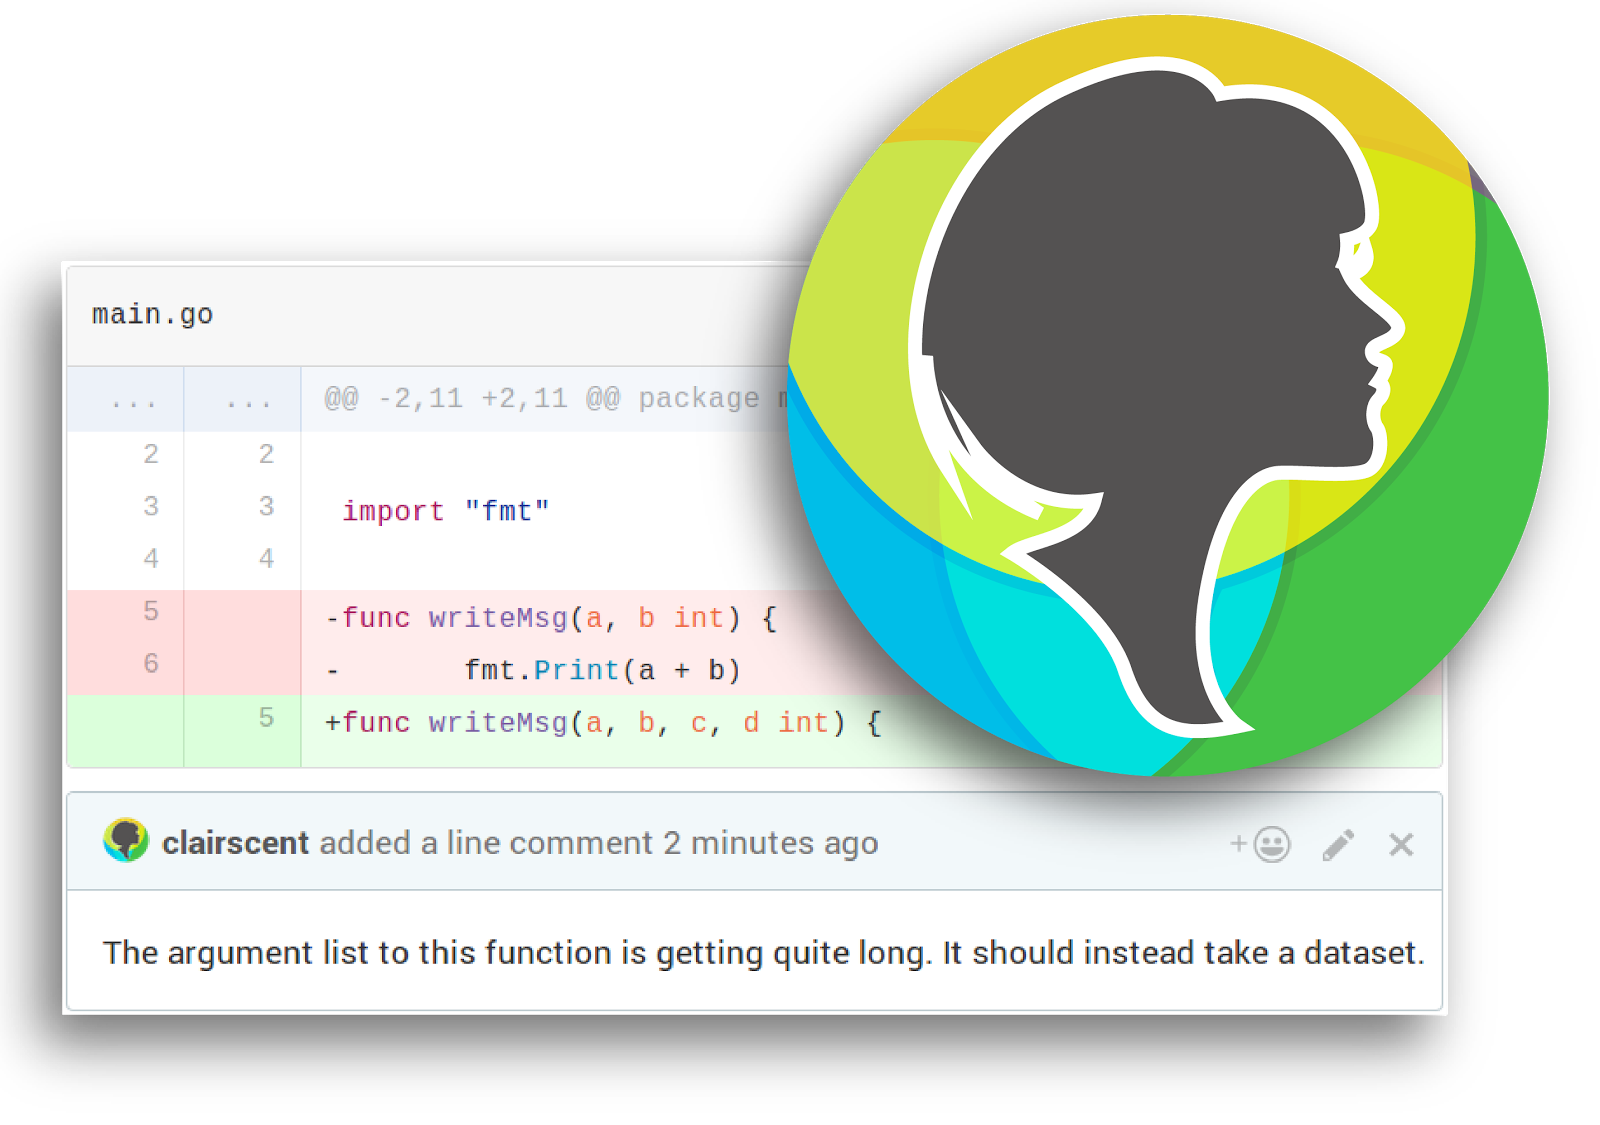 main.go
... ... @@ -2,11 +2,11 @@ package
2 2
3 3 import "fmt"
4 4
5 -func writeMsg(a, b int) {
6 - fmt.Print(a + b)
5 +func writeMsg(a, b, c, d int) {
clairscent added a line comment 2 minutes ago
The argument list to this function is getting quite long. It should instead take a dataset.